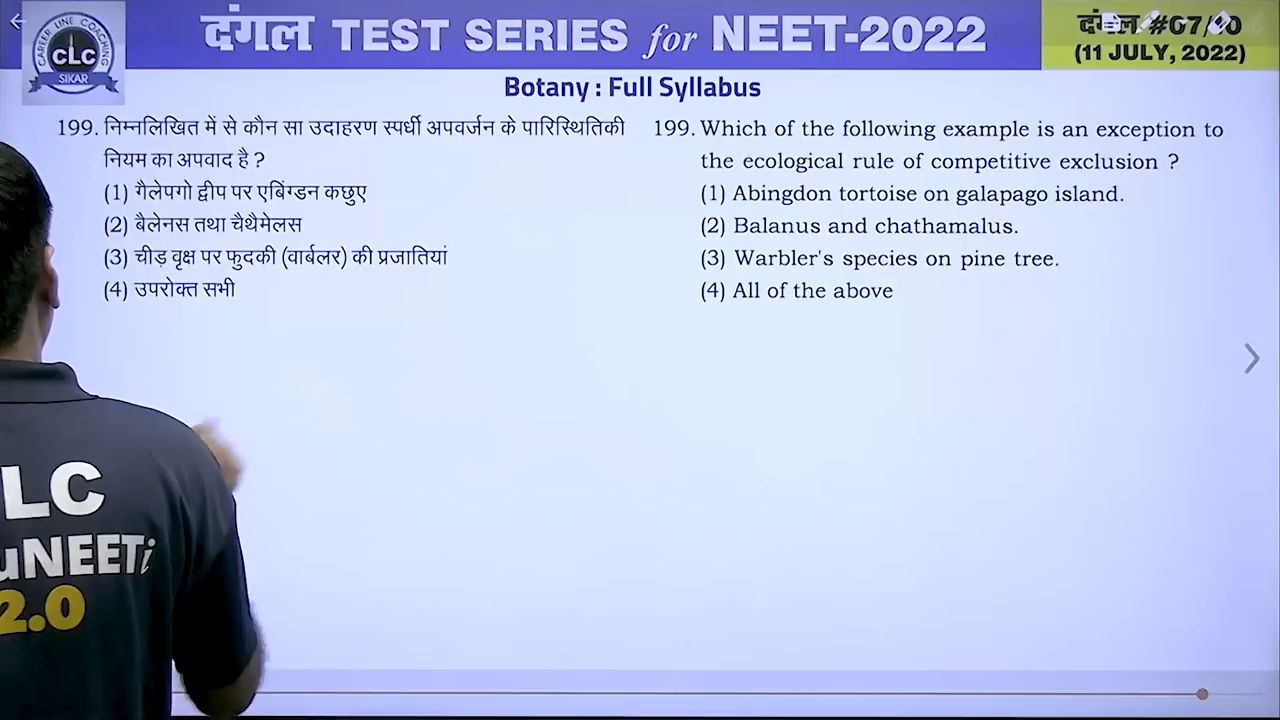 दंगल TEST SERIES for NEET-2022
(11 JULY, 2022)
CAREER LINE COACHING
CLC
SIKAR
Botany : Full Syllabus
199. निम्नलिखित में से कौन सा उदाहरण स्पर्धी अपवर्जन के पारिस्थितिकी
नियम का अपवाद है ?
(1) गैलेपगो द्वीप पर एबिंग्डन कछुए
(2) बैलेनस तथा चैथैमेलस
(3) चीड़ वृक्ष पर फुदकी (वार्बलर) की प्रजातियां
(4) उपरोक्त सभी
199. Which of the following example is an exception to
the ecological rule of competitive exclusion ?
(1) Abingdon tortoise on galapago island.
(2) Balanus and chathamalus.
(3) Warbler's species on pine tree.
(4) All of the above
LC
uNEETi
2.0